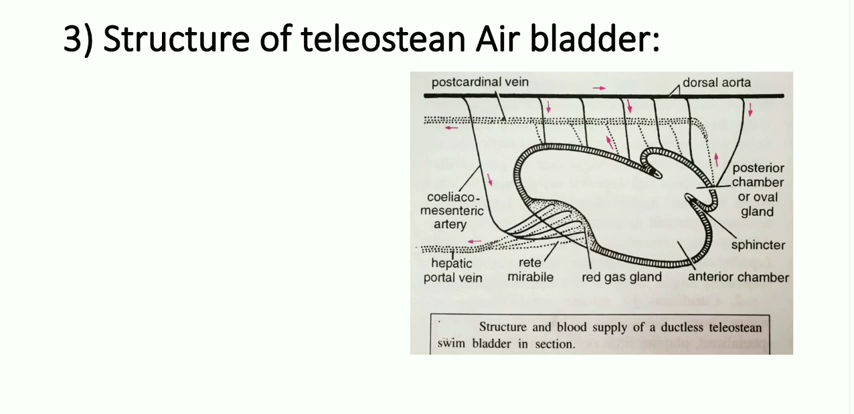 3) Structure of teleostean Air bladder:
postcardinal vein
dorsal aorta
posterior
chamber
or oval
gland
coeliaco-
mesenteric
artery
sphincter
hepatic
portal vein
rete
mirabile
red gas gland
anterior chamber
Structure and blood supply of a ductless teleostean
swim bladder in section.